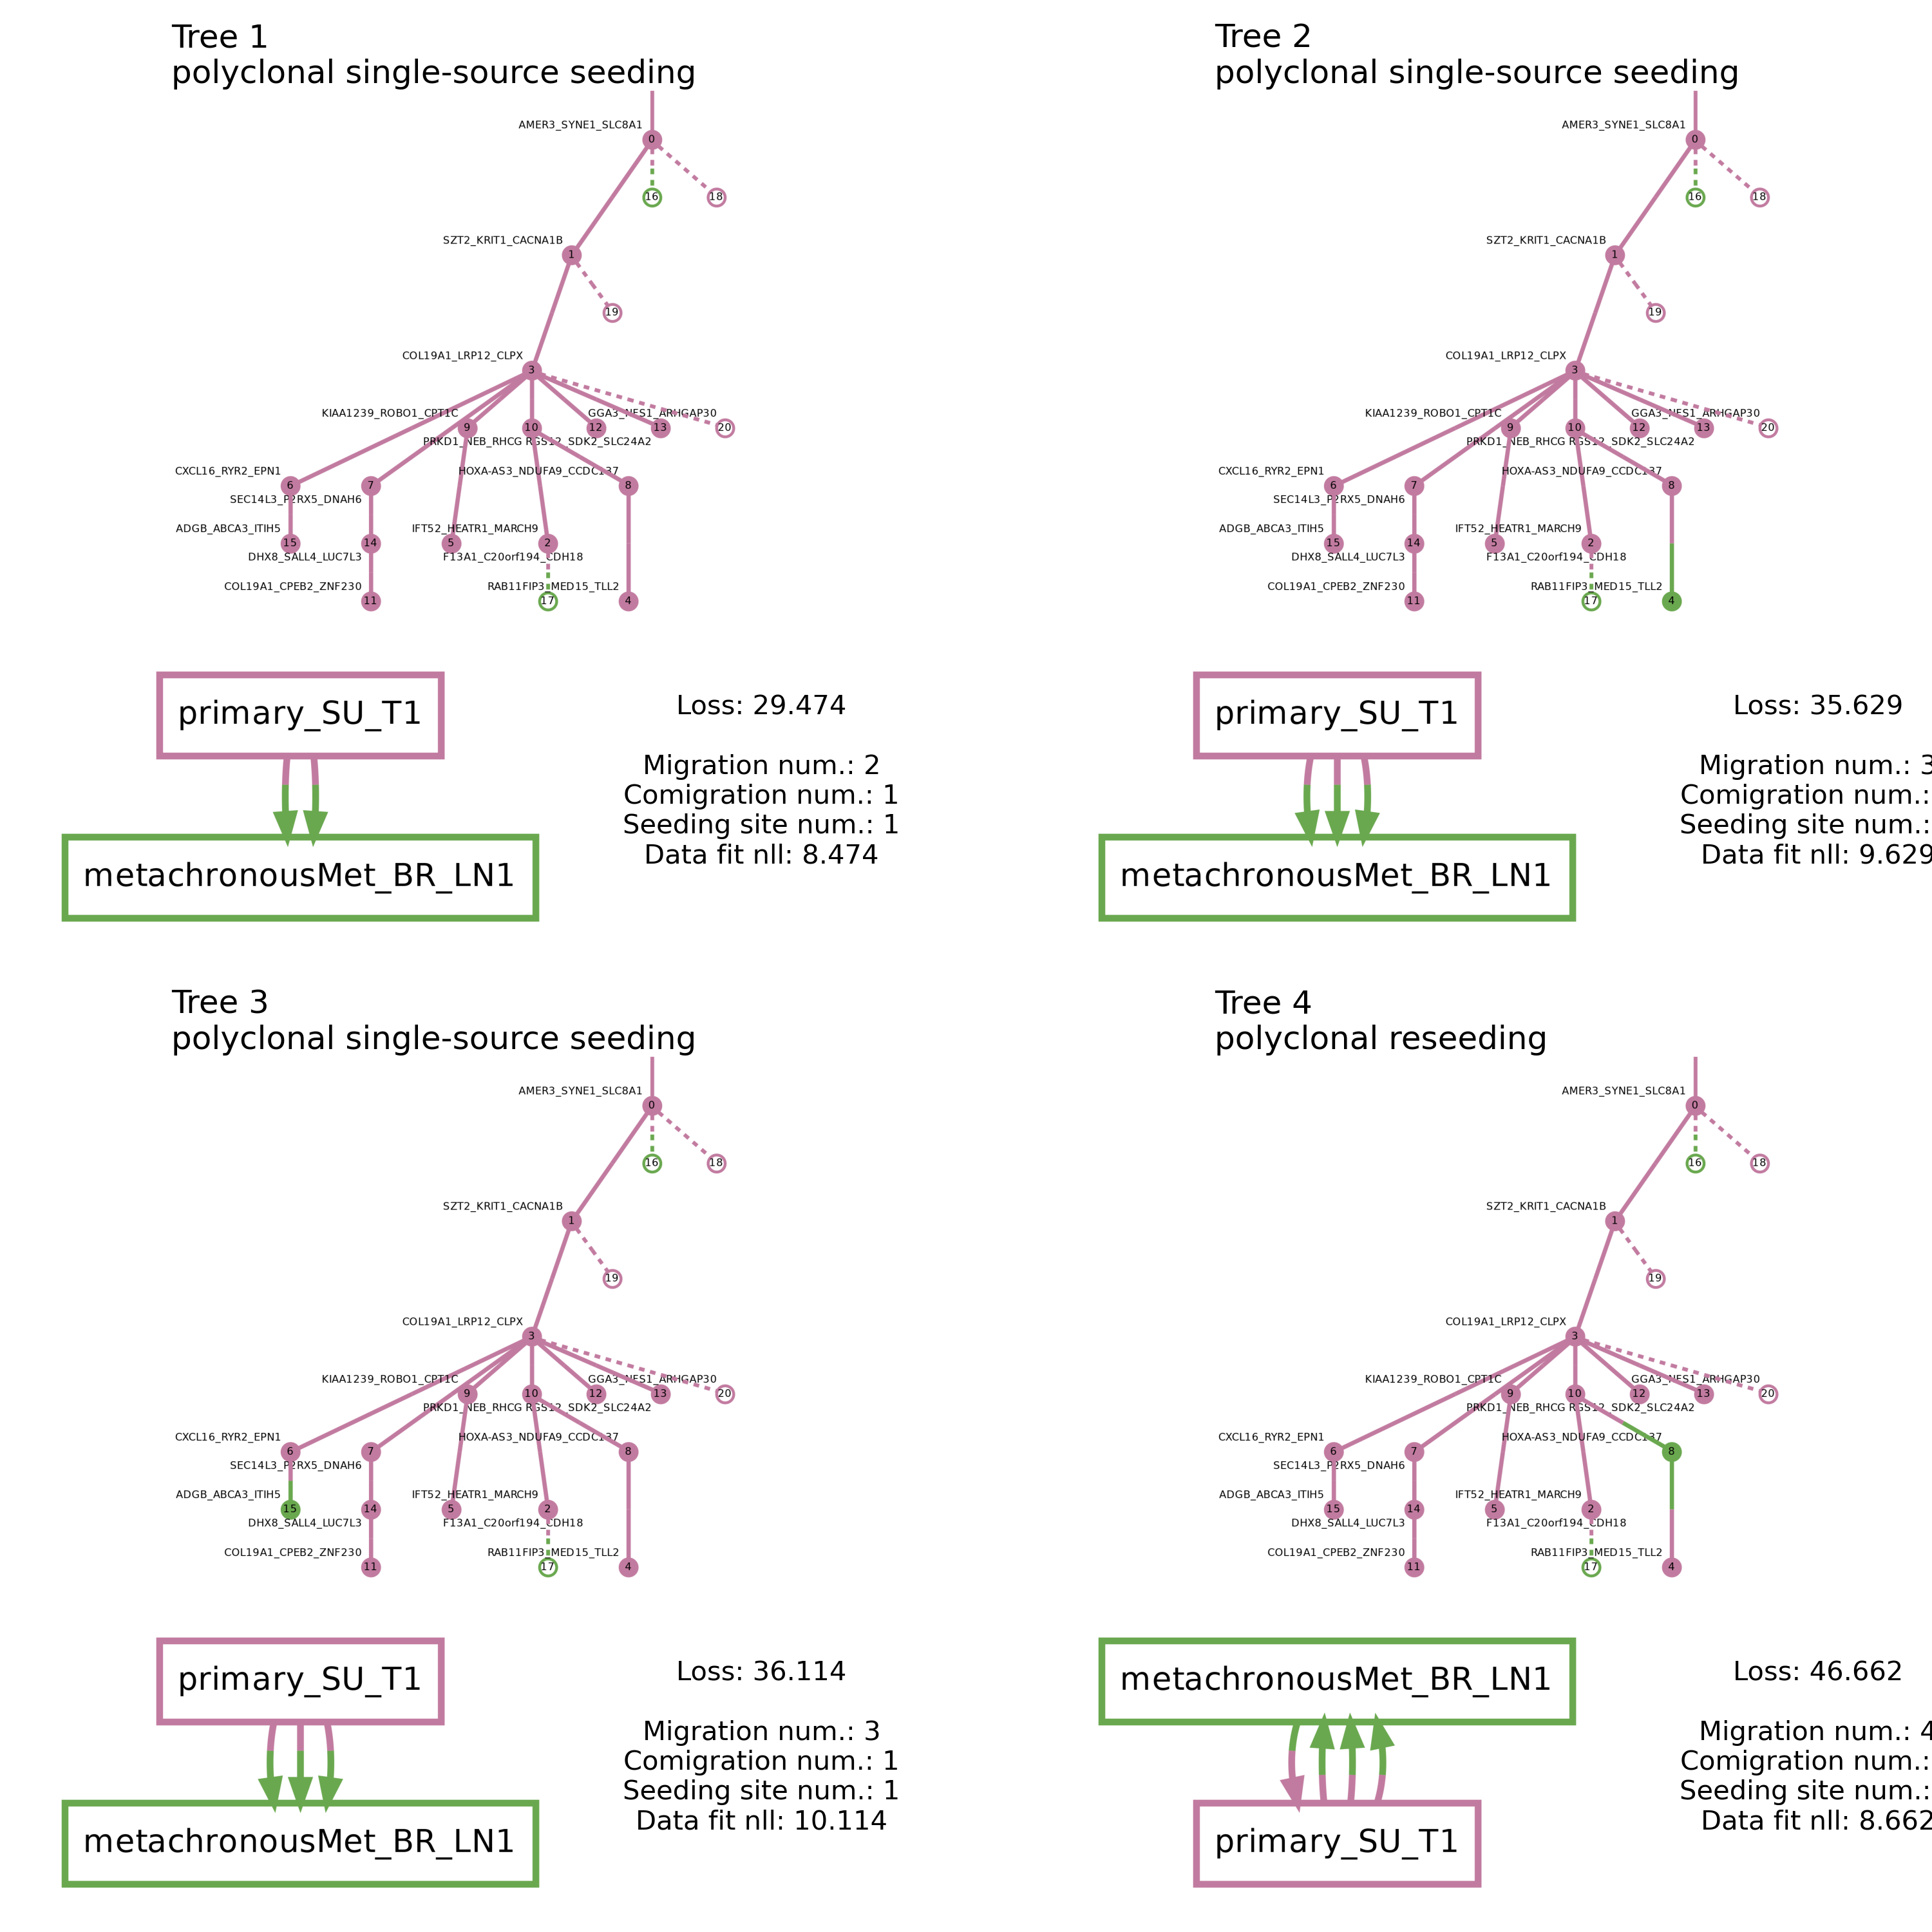 Tree 1
polyclonal single-source seeding
AMER3_SYNE1_SLC8A1
0
16
18
SZT2_KRIT1_CACNA1B
1
19
COL19A1_LRP12_CLPX
3
KIAA1239_ROBO1_CPT1C
GGA3_NES1_ARHGAP30
9
10
12
13
20
PRKD1_NEB_RHCG
RGS12_SDK2_SLC24A2
CXCL16_RYR2_EPN1
HOXA-AS3_NDUFA9_CCDC137
6
7
8
SEC14L3_P2RX5_DNAH6
ADGB_ABCA3_ITIH5
IFT52_HEATR1_MARCH9
15
14
5
2
DHX8_SALL4_LUC7L3
F13A1_C20orf194_CDH18
COL19A1_CPEB2_ZNF230
RAB11FIP3_MED15_TLL2
11
17
4
primary_SU_T1
metachronousMet_BR_LN1
Loss: 29.474
Migration num.: 2
Comigration num.: 1
Seeding site num.: 1
Data fit nll: 8.474
Tree 2
polyclonal single-source seeding
AMER3_SYNE1_SLC8A1
0
16
18
SZT2_KRIT1_CACNA1B
1
19
COL19A1_LRP12_CLPX
3
KIAA1239_ROBO1_CPT1C
GGA3_NES1_ARHGAP30
9
10
12
13
20
PRKD1_NEB_RHCG
RGS12_SDK2_SLC24A2
CXCL16_RYR2_EPN1
HOXA-AS3_NDUFA9_CCDC137
6
7
8
SEC14L3_P2RX5_DNAH6
ADGB_ABCA3_ITIH5
IFT52_HEATR1_MARCH9
15
14
5
2
DHX8_SALL4_LUC7L3
F13A1_C20orf194_CDH18
COL19A1_CPEB2_ZNF230
RAB11FIP3_MED15_TLL2
11
17
4
primary_SU_T1
metachronousMet_BR_LN1
Loss: 35.629
Migration num.: 3
Comigration num.:
Seeding site num.:
Data fit nll: 9.629
Tree 3
polyclonal single-source seeding
AMER3_SYNE1_SLC8A1
0
16
18
SZT2_KRIT1_CACNA1B
1
19
COL19A1_LRP12_CLPX
3
KIAA1239_ROBO1_CPT1C
GGA3_NES1_ARHGAP30
9
10
12
13
20
PRKD1_NEB_RHCG
RGS12_SDK2_SLC24A2
CXCL16_RYR2_EPN1
HOXA-AS3_NDUFA9_CCDC137
6
7
8
SEC14L3_P2RX5_DNAH6
ADGB_ABCA3_ITIH5
IFT52_HEATR1_MARCH9
15
14
5
2
DHX8_SALL4_LUC7L3
F13A1_C20orf194_CDH18
COL19A1_CPEB2_ZNF230
RAB11FIP3_MED15_TLL2
11
17
4
primary_SU_T1
metachronousMet_BR_LN1
Loss: 36.114
Migration num.: 3
Comigration num.: 1
Seeding site num.: 1
Data fit nll: 10.114
Tree 4
polyclonal reseeding
AMER3_SYNE1_SLC8A1
0
16
18
SZT2_KRIT1_CACNA1B
1
19
COL19A1_LRP12_CLPX
3
KIAA1239_ROBO1_CPT1C
GGA3_NES1_ARHGAP30
9
10
12
13
20
PRKD1_NEB_RHCG
RGS12_SDK2_SLC24A2
CXCL16_RYR2_EPN1
HOXA-AS3_NDUFA9_CCDC137
6
7
8
SEC14L3_P2RX5_DNAH6
ADGB_ABCA3_ITIH5
IFT52_HEATR1_MARCH9
15
14
5
2
DHX8_SALL4_LUC7L3
F13A1_C20orf194_CDH18
COL19A1_CPEB2_ZNF230
RAB11FIP3_MED15_TLL2
11
17
4
metachronousMet_BR_LN1
primary_SU_T1
Loss: 46.662
Migration num.: 4
Comigration num.:
Seeding site num.:
Data fit nll: 8.662